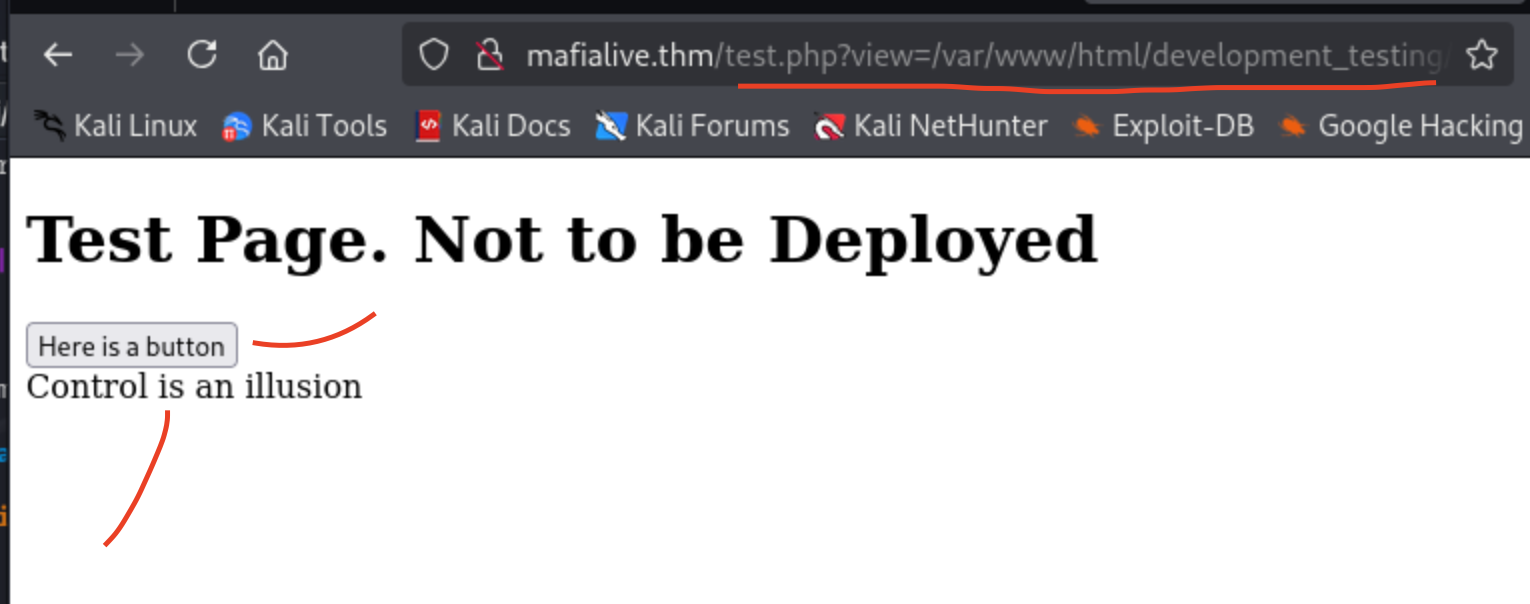 mafialive.thm/test.php?view=/var/www/html/development_testing/
Kali Linux Kali Tools Kali Docs Kali Forums Kali NetHunter Exploit-DB Google Hacking
Test Page. Not to be Deployed
Here is a button
Control is an illusion